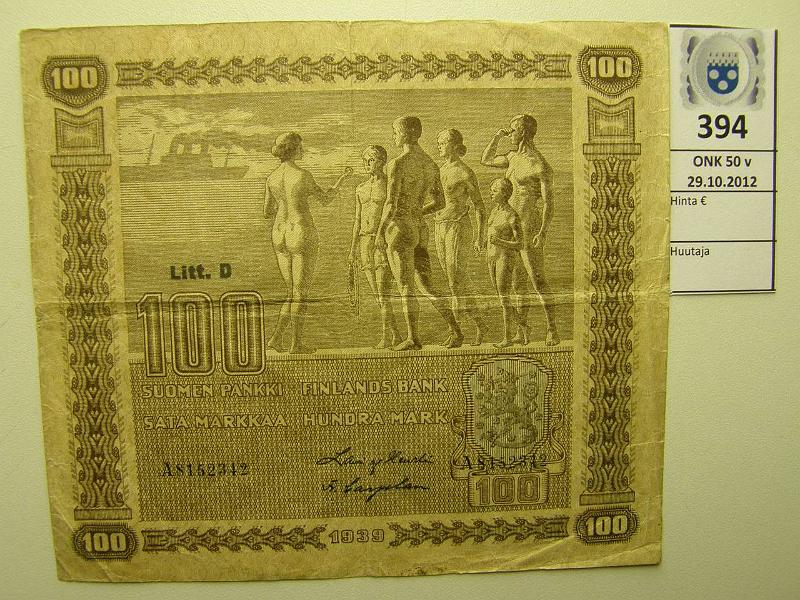 100
100
Litt. D
100
SUOMEN PANKKI FINLANDS BANK
SATA MARKKAA HUNDRA MARK
A8152342
A8152342
100
100
1939
100
394
ONK 50 v
29.10.2012
Hinta €
Huutaja